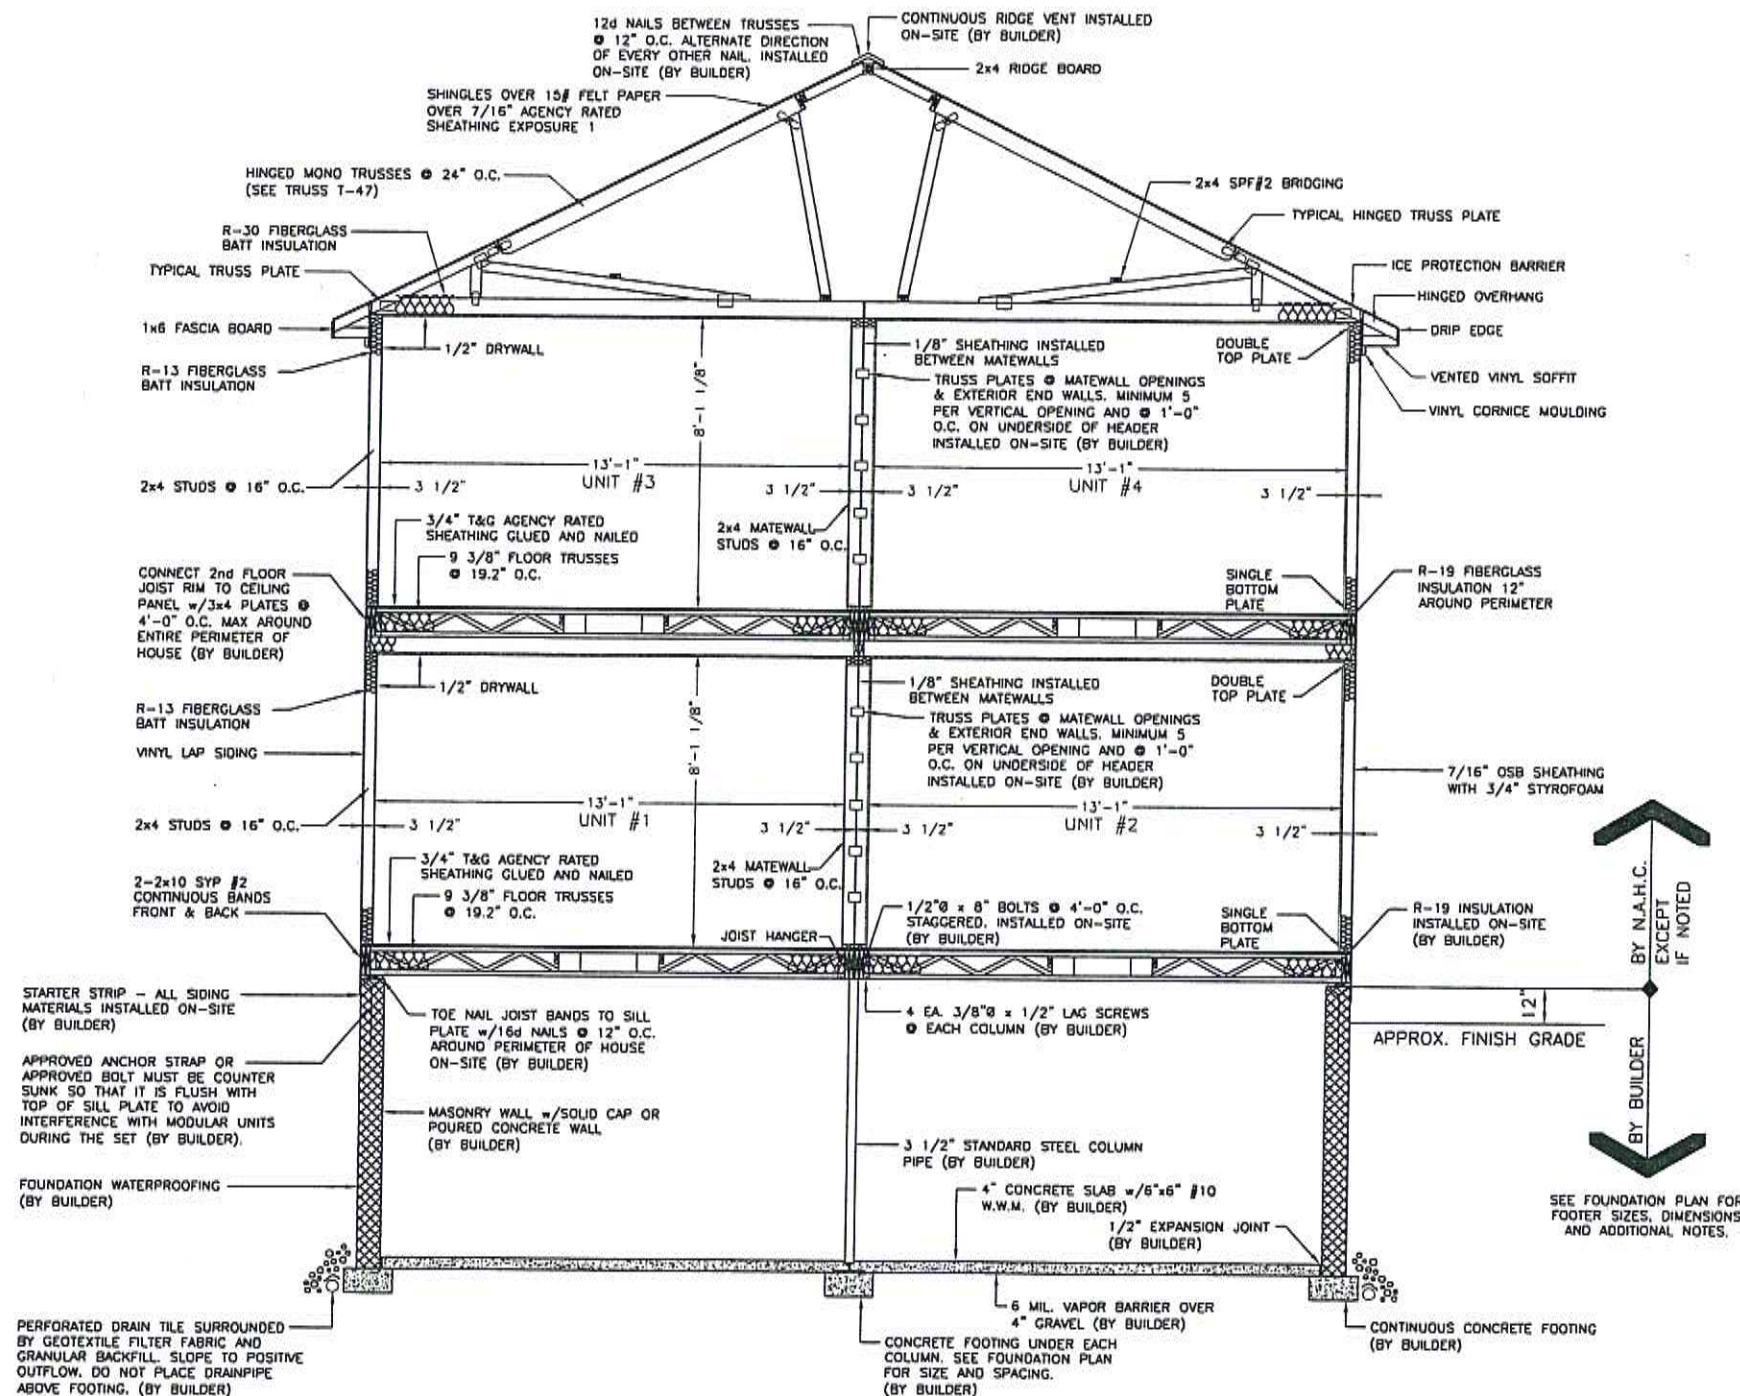 12d NAILS BETWEEN TRUSSES
@ 12" O.C. ALTERNATE DIRECTION
OF EVERY OTHER NAIL. INSTALLED
ON-SITE (BY BUILDER)
CONTINUOUS RIDGE VENT INSTALLED
ON-SITE (BY BUILDER)
2x4 RIDGE BOARD
SHINGLES OVER 15# FELT PAPER
OVER 7/16" AGENCY RATED
SHEATHING EXPOSURE 1
HINGED MONO TRUSSES @ 24" O.C.
(SEE TRUSS T-47)
2x4 SPF#2 BRIDGING
TYPICAL HINGED TRUSS PLATE
R-30 FIBERGLASS
BATT INSULATION
TYPICAL TRUSS PLATE
ICE PROTECTION BARRIER
HINGED OVERHANG
1x6 FASCIA BOARD
DRIP EDGE
1/2" DRYWALL
R-13 FIBERGLASS
BATT INSULATION
8'-1 1/8"
1/8" SHEATHING INSTALLED
BETWEEN MATEWALLS
DOUBLE
TOP PLATE
TRUSS PLATES @ MATEWALL OPENINGS
& EXTERIOR END WALLS. MINIMUM 5
PER VERTICAL OPENING AND @ 1'-0"
O.C. ON UNDERSIDE OF HEADER
INSTALLED ON-SITE (BY BUILDER)
VENTED VINYL SOFFIT
VINYL CORNICE MOULDING
13'-1"
UNIT #3
13'-1"
UNIT #4
2x4 STUDS @ 16" O.C.
3 1/2"
3 1/2"
3 1/2"
3 1/2"
3/4" T&G AGENCY RATED
SHEATHING GLUED AND NAILED
9 3/8" FLOOR TRUSSES
@ 19.2" O.C.
2x4 MATEWALL
STUDS @ 16" O.C.
CONNECT 2nd FLOOR
JOIST RIM TO CEILING
PANEL w/3x4 PLATES @
4'-0" O.C. MAX AROUND
ENTIRE PERIMETER OF
HOUSE (BY BUILDER)
SINGLE
BOTTOM
PLATE
R-19 FIBERGLASS
INSULATION 12"
AROUND PERIMETER
1/2" DRYWALL
R-13 FIBERGLASS
BATT INSULATION
8'-1 1/8"
1/8" SHEATHING INSTALLED
BETWEEN MATEWALLS
DOUBLE
TOP PLATE
TRUSS PLATES @ MATEWALL OPENINGS
& EXTERIOR END WALLS. MINIMUM 5
PER VERTICAL OPENING AND @ 1'-0"
O.C. ON UNDERSIDE OF HEADER
INSTALLED ON-SITE (BY BUILDER)
VINYL LAP SIDING
7/16" OSB SHEATHING
WITH 3/4" STYROFOAM
13'-1"
UNIT #1
13'-1"
UNIT #2
2x4 STUDS @ 16" O.C.
3 1/2"
3 1/2"
3 1/2"
3 1/2"
3/4" T&G AGENCY RATED
SHEATHING GLUED AND NAILED
9 3/8" FLOOR TRUSSES
@ 19.2" O.C.
2x4 MATEWALL
STUDS @ 16" O.C.
2-2x10 SYP #2
CONTINUOUS BANDS
FRONT & BACK
JOIST HANGER
1/2"Ø x 8" BOLTS @ 4'-0" O.C.
STAGGERED. INSTALLED ON-SITE
(BY BUILDER)
SINGLE
BOTTOM
PLATE
R-19 INSULATION
INSTALLED ON-SITE
(BY BUILDER)
BY N.A.H.C.
EXCEPT
IF NOTED
STARTER STRIP - ALL SIDING
MATERIALS INSTALLED ON-SITE
(BY BUILDER)
TOE NAIL JOIST BANDS TO SILL
PLATE w/16d NAILS @ 12" O.C.
AROUND PERIMETER OF HOUSE
ON-SITE (BY BUILDER)
4 EA. 3/8"Ø x 1/2" LAG SCREWS
@ EACH COLUMN (BY BUILDER)
12"
APPROX. FINISH GRADE
BY BUILDER
APPROVED ANCHOR STRAP OR
APPROVED BOLT MUST BE COUNTER
SUNK SO THAT IT IS FLUSH WITH
TOP OF SILL PLATE TO AVOID
INTERFERENCE WITH MODULAR UNITS
DURING THE SET (BY BUILDER).
MASONRY WALL w/SOLID CAP OR
POURED CONCRETE WALL
(BY BUILDER)
3 1/2" STANDARD STEEL COLUMN
PIPE (BY BUILDER)
FOUNDATION WATERPROOFING
(BY BUILDER)
4" CONCRETE SLAB w/6"x6" #10
W.W.M. (BY BUILDER)
1/2" EXPANSION JOINT
(BY BUILDER)
SEE FOUNDATION PLAN FOR
FOOTER SIZES, DIMENSIONS
AND ADDITIONAL NOTES.
PERFORATED DRAIN TILE SURROUNDED
BY GEOTEXTILE FILTER FABRIC AND
GRANULAR BACKFILL. SLOPE TO POSITIVE
OUTFLOW. DO NOT PLACE DRAINPIPE
ABOVE FOOTING. (BY BUILDER)
6 MIL. VAPOR BARRIER OVER
4" GRAVEL (BY BUILDER)
CONCRETE FOOTING UNDER EACH
COLUMN. SEE FOUNDATION PLAN
FOR SIZE AND SPACING.
(BY BUILDER)
CONTINUOUS CONCRETE FOOTING
(BY BUILDER)